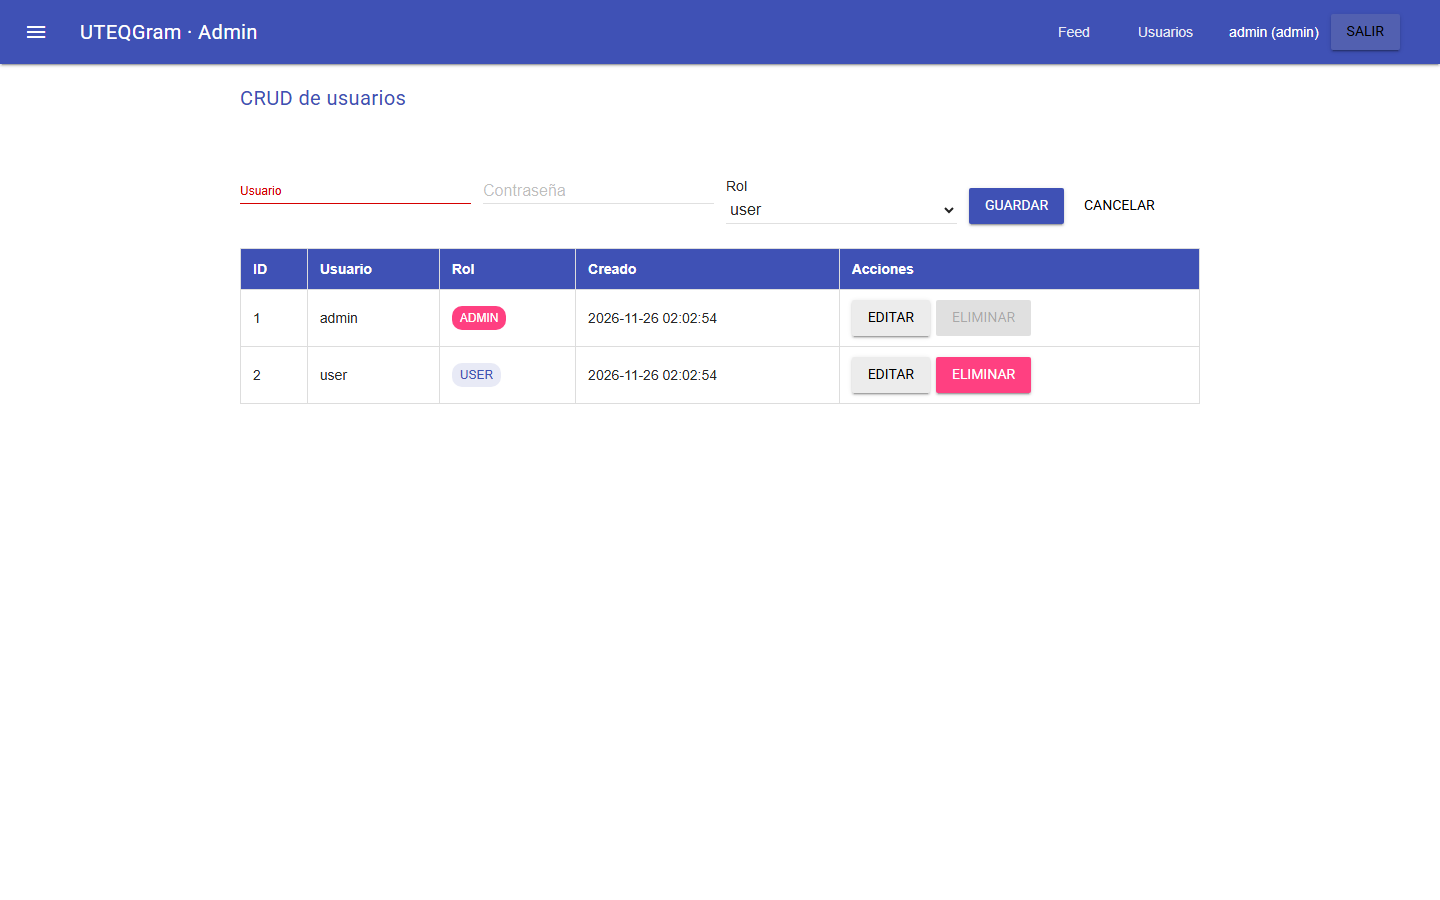 UTEQGram · Admin Feed Usuarios admin (admin) SALIR
CRUD de usuarios
Usuario Contraseña Rol
user GUARDAR CANCELAR
ID Usuario Rol Creado Acciones
1 admin ADMIN 2026-11-26 02:02:54 EDITAR ELIMINAR
2 user USER 2026-11-26 02:02:54 EDITAR ELIMINAR